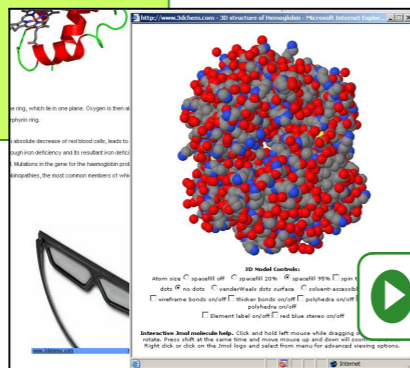 http://www.3dchem.com - 3D structure of Hemoglobin - Microsoft Internet Explorer
e ring, which lie in one plane. Oxygen is then al
rphyrin ring.
absolute decrease of red blood cells, leads to
ough iron deficiency and its resultant iron defici
Mutations in the gene for the haemoglobin prot
binopathies, the most common members of whi
www.3dchem.com
3D Model Controls:
Atom size spacefill off spacefill 20% spacefill 95% spin
dots no dots vanderWaals dots surface solvent-accessibl
wireframe bonds on/off thicker bonds on/off polyhedra on/off
polyhedra on/off
Element label on/off red blue stereo on/off
Interactive Jmol molecule help. Click and hold left mouse while dragging
rotate. Press shift at the same time and move mouse up and down will zoom
Right click or click on the Jmol logo and select from menu for advanced viewing options.
Internet